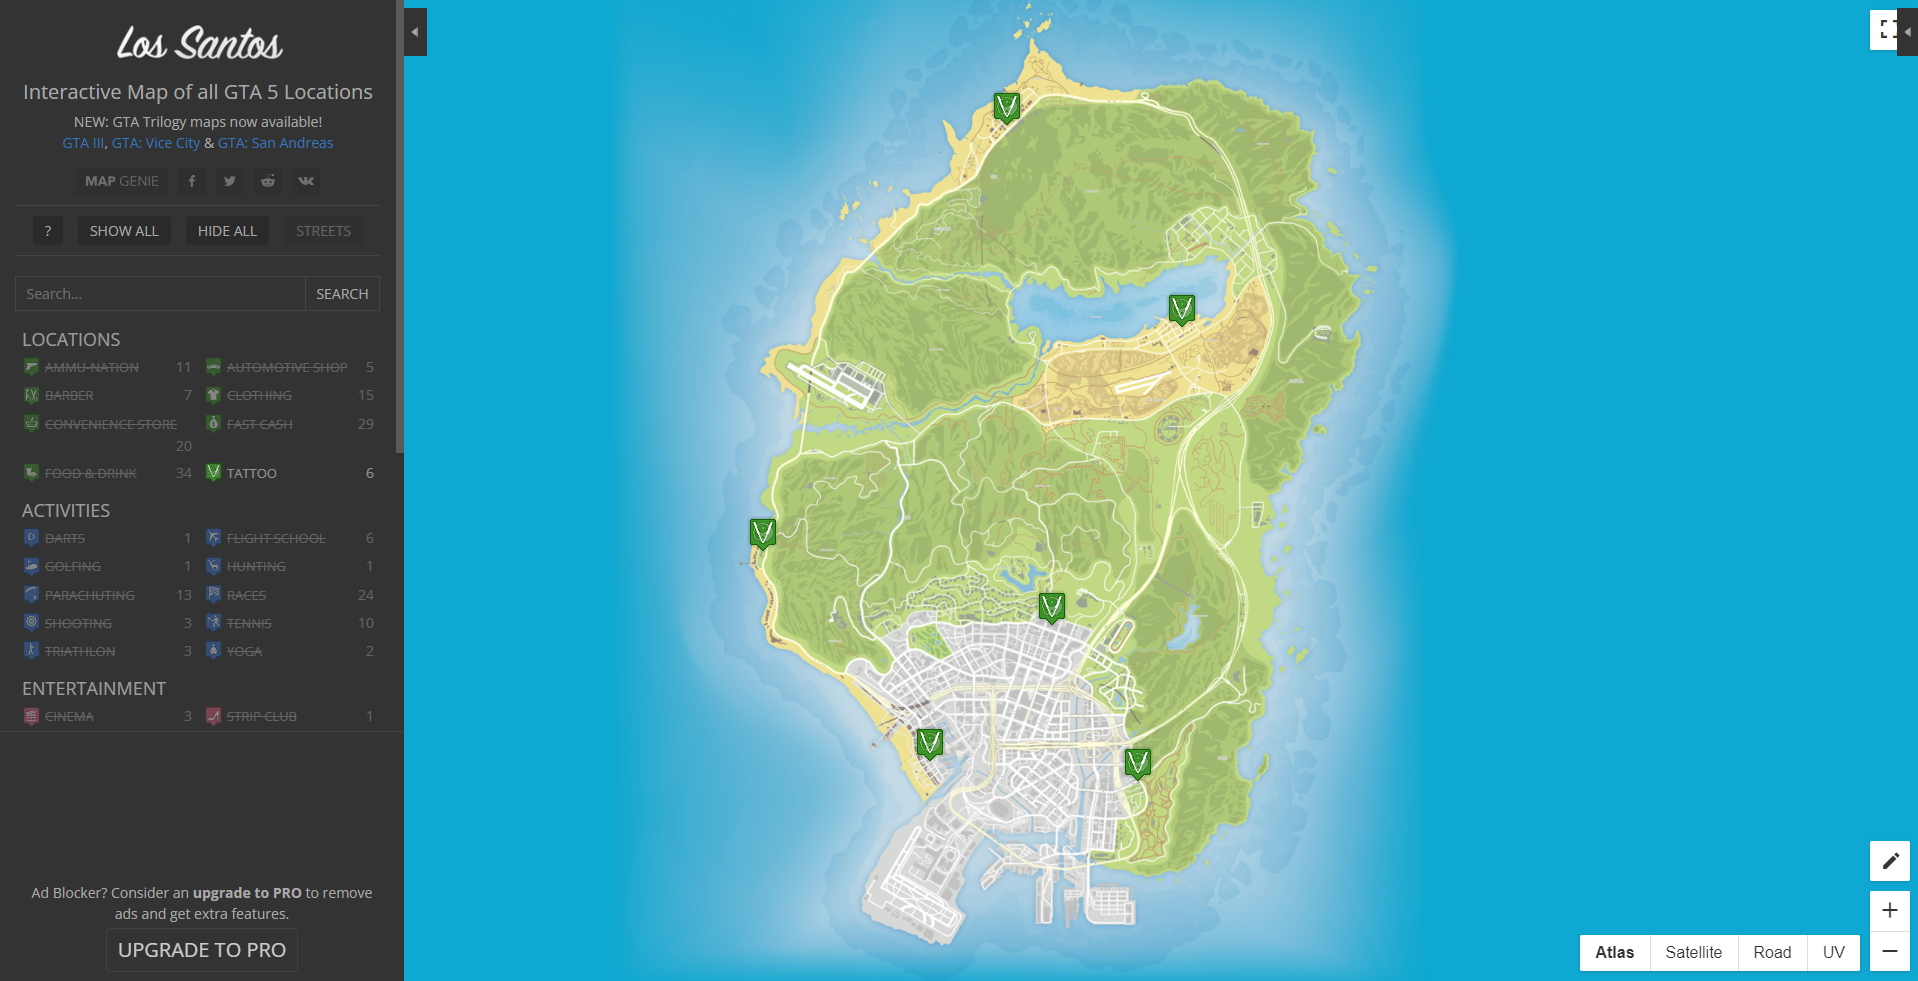 Los Santos
Interactive Map of all GTA 5 Locations
NEW: GTA Trilogy maps now available!
GTA III, GTA: Vice City & GTA: San Andreas
MAP GENIE
? SHOW ALL HIDE ALL STREETS
Search... SEARCH
LOCATIONS
AMMU-NATION 11 AUTOMOTIVE SHOP 5
BARBER 7 CLOTHING 15
CONVENIENCE STORE 20 FAST CASH 29
FOOD & DRINK 34 TATTOO 6
ACTIVITIES
DARTS 1 FLIGHT SCHOOL 6
GOLFING 1 HUNTING 1
PARACHUTING 13 RACES 24
SHOOTING 3 TENNIS 10
TRIATHLON 3 YOGA 2
ENTERTAINMENT
CINEMA 3 STRIP CLUB 1
Ad Blocker? Consider an upgrade to PRO to remove
ads and get extra features.
UPGRADE TO PRO
Atlas Satellite Road UV